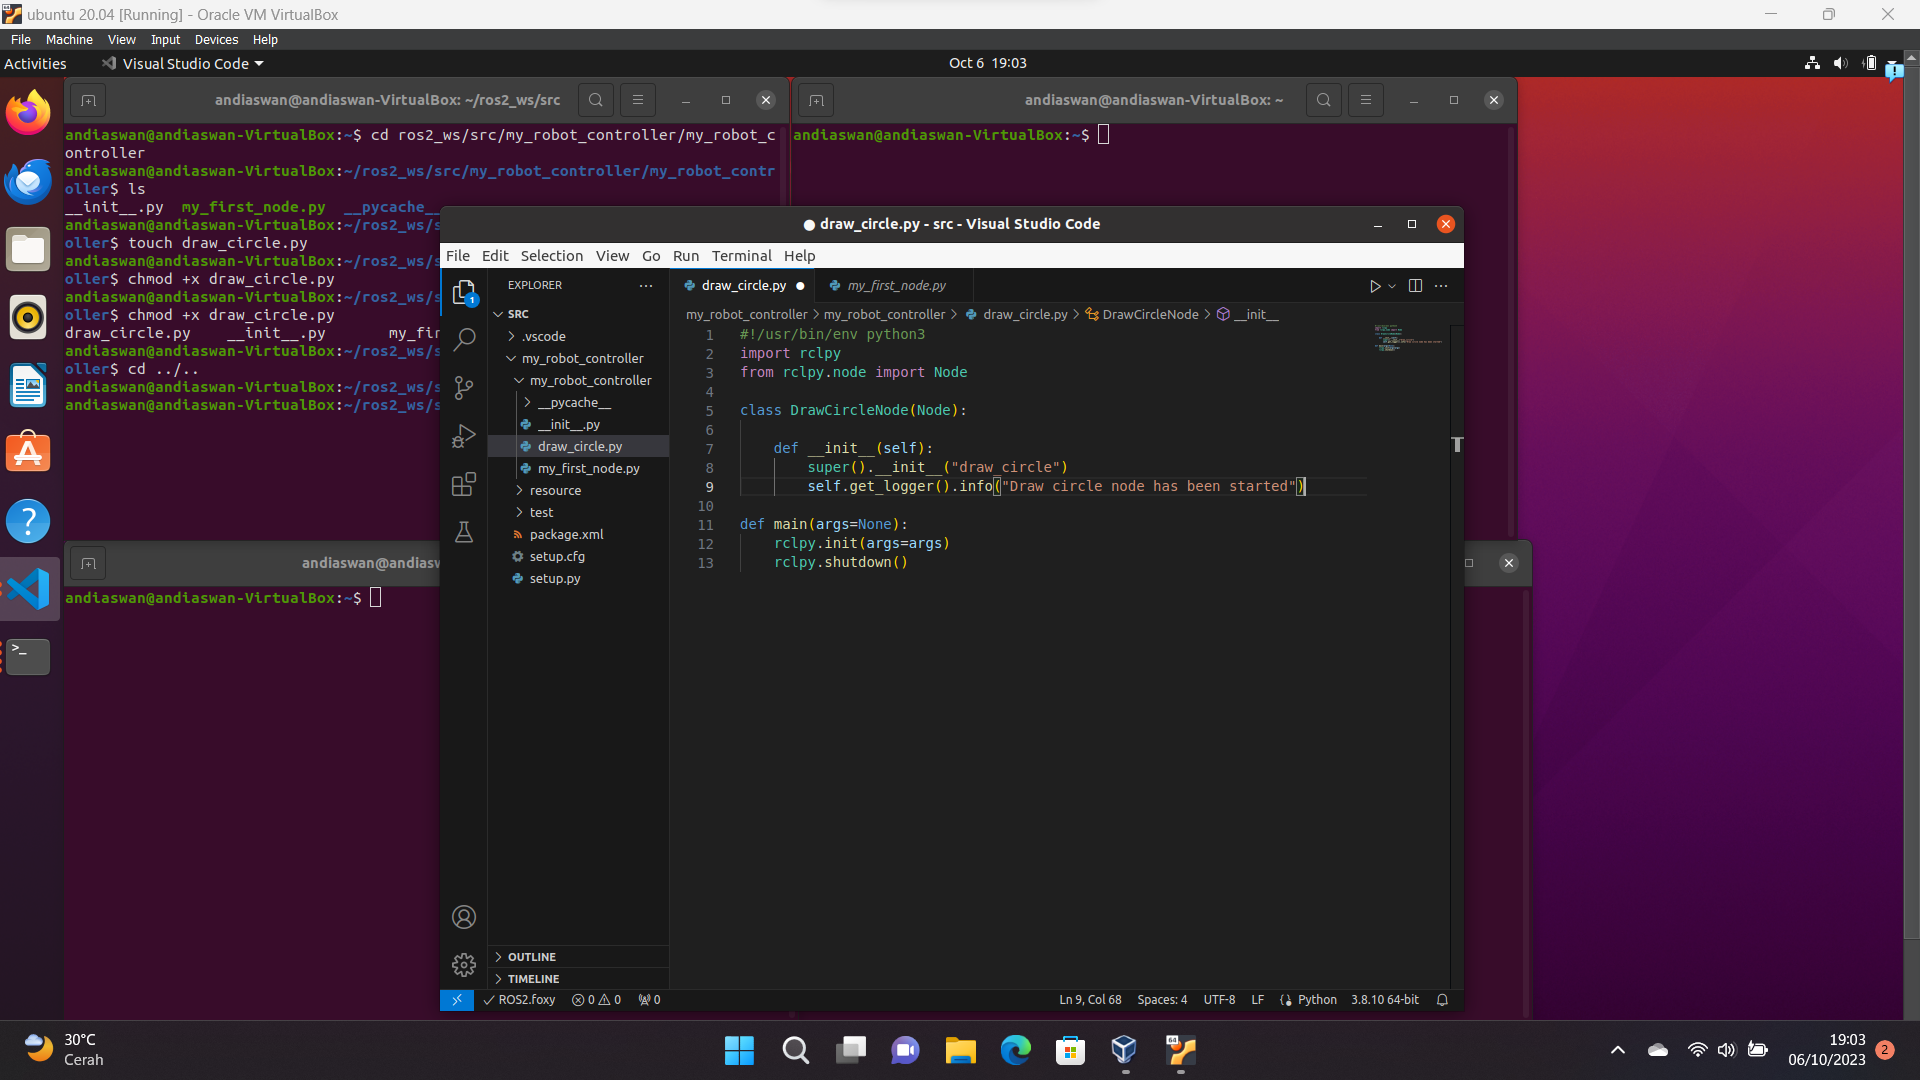 ubuntu 20.04 [Running] - Oracle VM VirtualBox
File Machine View Input Devices Help
Activities Visual Studio Code Oct 6 19:03
andiaswan@andiaswan-VirtualBox: ~/ros2_ws/src
andiaswan@andiaswan-VirtualBox:~$ cd ros2_ws/src/my_robot_controller/my_robot_c
ontroller
andiaswan@andiaswan-VirtualBox:~/ros2_ws/src/my_robot_controller/my_robot_contr
oller$ ls
__init__.py my_first_node.py __pycache__
andiaswan@andiaswan-VirtualBox:~/ros2_ws/s
oller$ touch draw_circle.py
andiaswan@andiaswan-VirtualBox:~/ros2_ws/s
oller$ chmod +x draw_circle.py
andiaswan@andiaswan-VirtualBox:~/ros2_ws/s
oller$ chmod +x draw_circle.py
draw_circle.py __init__.py my_fir
andiaswan@andiaswan-VirtualBox:~/ros2_ws/s
oller$ cd ../..
andiaswan@andiaswan-VirtualBox:~/ros2_ws/s
andiaswan@andiaswan-VirtualBox:~/ros2_ws/s
andiaswan@andiaswan-VirtualBox: ~
andiaswan@andiaswan-VirtualBox:~$
andiaswan@andiasw
andiaswan@andiaswan-VirtualBox:~$
● draw_circle.py - src - Visual Studio Code
File Edit Selection View Go Run Terminal Help
EXPLORER
SRC
.vscode
my_robot_controller
my_robot_controller
__pycache__
__init__.py
draw_circle.py
my_first_node.py
resource
test
package.xml
setup.cfg
setup.py
OUTLINE
TIMELINE
1
draw_circle.py ● my_first_node.py
my_robot_controller > my_robot_controller > draw_circle.py > DrawCircleNode > __init__
1 #!/usr/bin/env python3
2 import rclpy
3 from rclpy.node import Node
4
5 class DrawCircleNode(Node):
6
7 def __init__(self):
8 super().__init__("draw_circle")
9 self.get_logger().info("Draw circle node has been started")
10
11 def main(args=None):
12 rclpy.init(args=args)
13 rclpy.shutdown()
ROS2.foxy 0 0 0 Ln 9, Col 68 Spaces: 4 UTF-8 LF Python 3.8.10 64-bit
30°C
Cerah
64
19:03
06/10/2023
2